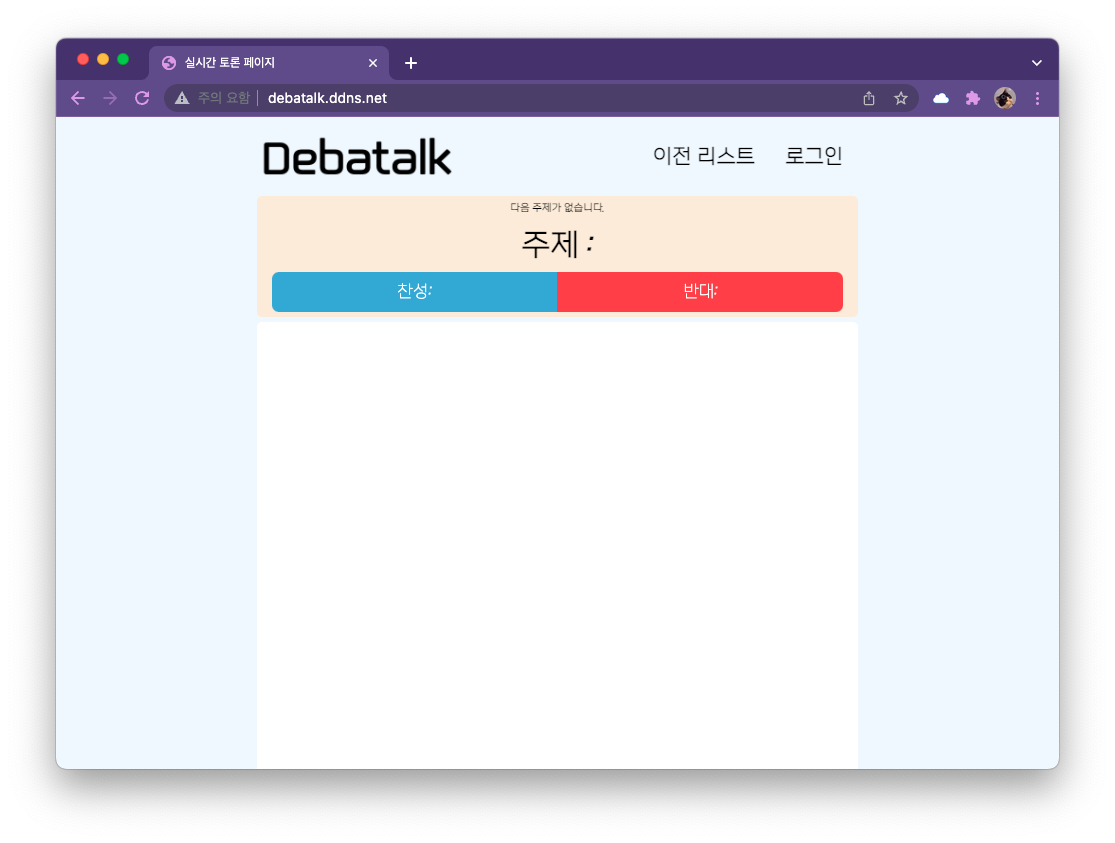 실시간 토론 페이지
주의 요함 debatalk.ddns.net
Debatalk
이전 리스트 로그인
다음 주제가 없습니다.
주제 :
찬성: 반대: